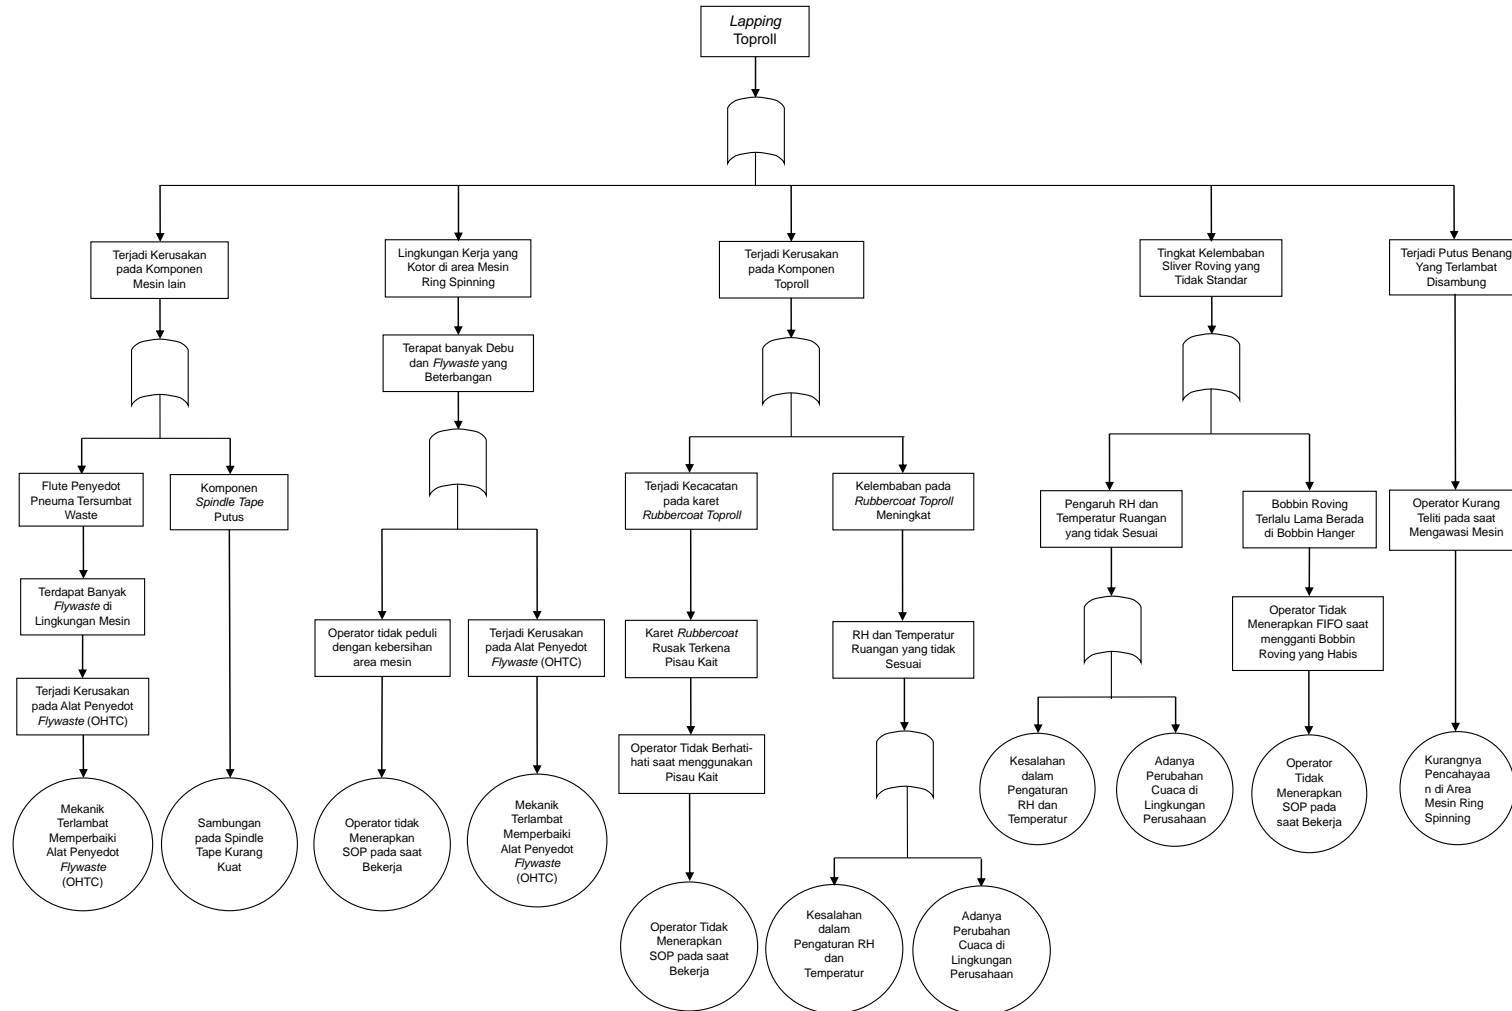 Lapping
Toproll
Terjadi Kerusakan
pada Komponen
Mesin lain
Lingkungan Kerja yang
Kotor di area Mesin
Ring Spinning
Terjadi Kerusakan
pada Komponen
Toproll
Tingkat Kelembaban
Sliver Roving yang
Tidak Standar
Terjadi Putus Benang
Yang Terlambat
Disambung
Terapat banyak Debu
dan Flywaste yang
Beterbangan
Flute Penyedot
Pneuma Tersumbat
Waste
Komponen
Spindle Tape
Putus
Terjadi Kecacatan
pada karet
Rubbercoat Toproll
Kelembaban pada
Rubbercoat Toproll
Meningkat
Pengaruh RH dan
Temperatur Ruangan
yang tidak Sesuai
Bobbin Roving
Terlalu Lama Berada
di Bobbin Hanger
Operator Kurang
Teliti pada saat
Mengawasi Mesin
Terdapat Banyak
Flywaste di
Lingkungan Mesin
Operator tidak peduli
dengan kebersihan
area mesin
Terjadi Kerusakan
pada Alat Penyedot
Flywaste (OHTC)
Karet Rubbercoat
Rusak Terkena
Pisau Kait
RH dan Temperatur
Ruangan yang tidak
Sesuai
Operator Tidak
Menerapkan FIFO saat
mengganti Bobbin
Roving yang Habis
Terjadi Kerusakan
pada Alat Penyedot
Flywaste (OHTC)
Operator Tidak Berhati-
hati saat menggunakan
Pisau Kait
Kesalahan
dalam
Pengaturan
RH dan
Temperatur
Adanya
Perubahan
Cuaca di
Lingkungan
Perusahaan
Operator
Tidak
Menerapkan
SOP pada
saat Bekerja
Kurangnya
Pencahayaa
n di Area
Mesin Ring
Spinning
Mekanik
Terlambat
Memperbaiki
Alat Penyedot
Flywaste
(OHTC)
Sambungan
pada Spindle
Tape Kurang
Kuat
Operator tidak
Menerapkan
SOP pada saat
Bekerja
Mekanik
Terlambat
Memperbaiki
Alat Penyedot
Flywaste
(OHTC)
Operator Tidak
Menerapkan
SOP pada saat
Bekerja
Kesalahan
dalam
Pengaturan RH
dan
Temperatur
Adanya
Perubahan
Cuaca di
Lingkungan
Perusahaan